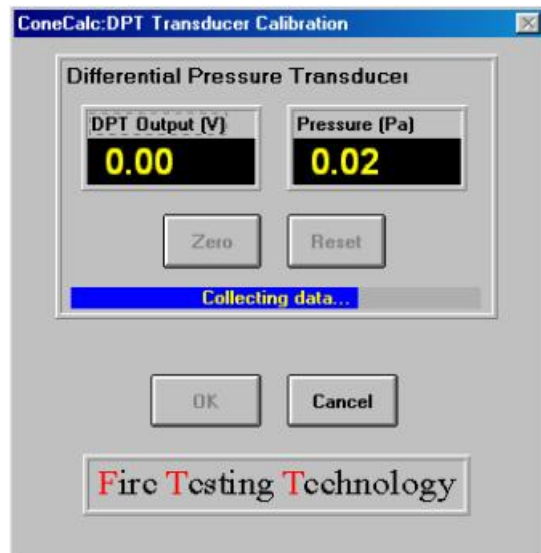 ConeCalc:DPT Transducer Calibration
Differential Pressure Transducer
DPT Output (V)
Pressure (Pa)
0.00
0.02
Zero
Reset
Collecting data...
OK
Cancel
Fire Testing Technology